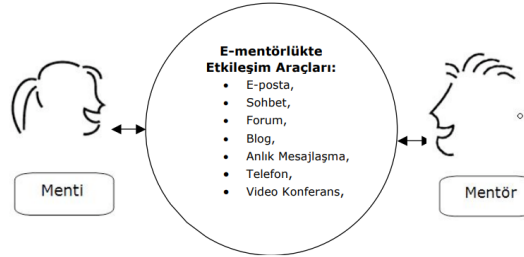 E-mentörlükte
Etkileşim Araçları:
• E-posta,
• Sohbet,
• Forum,
• Blog,
• Anlık Mesajlaşma,
• Telefon,
• Video Konferans,
Menti
Mentör